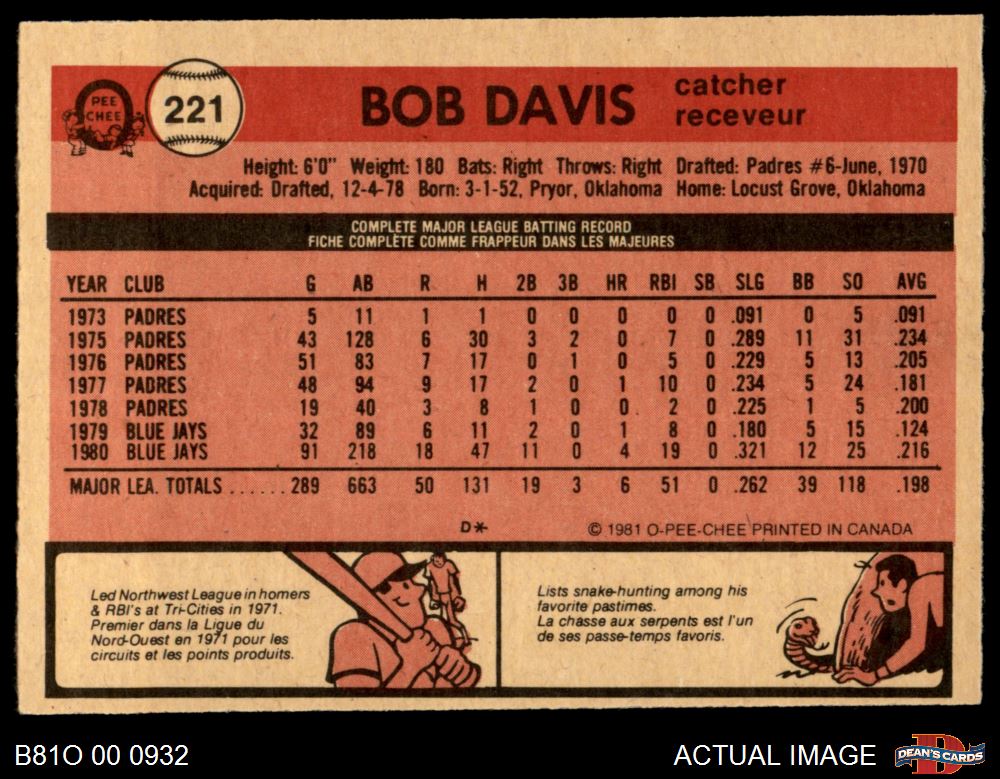 PEE
CHEE
221
BOB DAVIS
catcher
receveur
Height: 6'0" Weight: 180 Bats: Right Throws: Right Drafted: Padres #6-June, 1970
Acquired: Drafted, 12-4-78 Born: 3-1-52, Pryor, Oklahoma Home: Locust Grove, Oklahoma
COMPLETE MAJOR LEAGUE BATTING RECORD
FICHE COMPLÈTE COMME FRAPPEUR DANS LES MAJEURES
YEAR CLUB G AB R H 2B 3B HR RBI SB SLG BB SO AVG
1973 PADRES 5 11 1 1 0 0 0 0 0 .091 0 5 .091
1975 PADRES 43 128 6 30 3 2 0 7 0 .289 11 31 .234
1976 PADRES 51 83 7 17 0 1 0 5 0 .229 5 13 .205
1977 PADRES 48 94 9 17 2 0 1 10 0 .234 5 24 .181
1978 PADRES 19 40 3 8 1 0 0 2 0 .225 1 5 .200
1979 BLUE JAYS 32 89 6 11 2 0 1 8 0 .180 5 15 .124
1980 BLUE JAYS 91 218 18 47 11 0 4 19 0 .321 12 25 .216
MAJOR LEA. TOTALS ...... 289 663 50 131 19 3 6 51 0 .262 39 118 .198
D* © 1981 O-PEE-CHEE PRINTED IN CANADA
Led Northwest League in homers
& RBI's at Tri-Cities in 1971.
Premier dans la Ligue du
Nord-Ouest en 1971 pour les
circuits et les points produits.
Lists snake-hunting among his
favorite pastimes.
La chasse aux serpents est l'un
de ses passe-temps favoris.
B81O 00 0932
ACTUAL IMAGE
DEAN'S CARDS